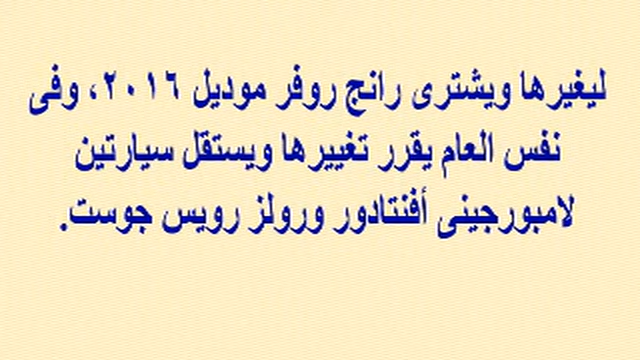 ليغيرها ويشترى رانج روفر موديل ٢٠١٦، وفى
نفس العام يقرر تغييرها ويستقل سيارتين
لامبورجينى أفنتادور ورولز رويس جوست.